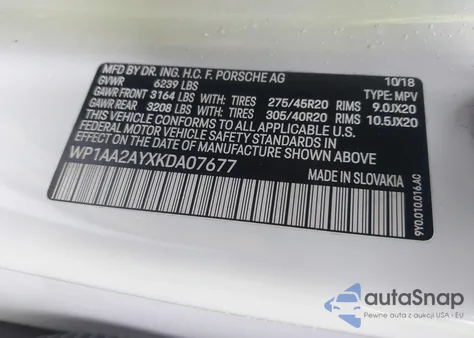 MFD BY DR. ING. H.C. F. PORSCHE AG 10/18
GVWR 6239 LBS TYPE: MPV
GAWR FRONT 3164 LBS WITH TIRES 275/45R20 RIMS 9.0JX20
GAWR REAR 3208 LBS WITH TIRES 305/40R20 RIMS 10.5JX20
THIS VEHICLE CONFORMS TO ALL APPLICABLE FEDERAL
MOTOR VEHICLE SAFETY STANDARDS IN
EFFECT ON THE DATE OF MANUFACTURE SHOWN ABOVE.
WP1AA2AYXKDA07677
MADE IN SLOVAKIA
9Y0.010.016.AC
autoSnap
Pewne auta z aukcji USA - EU